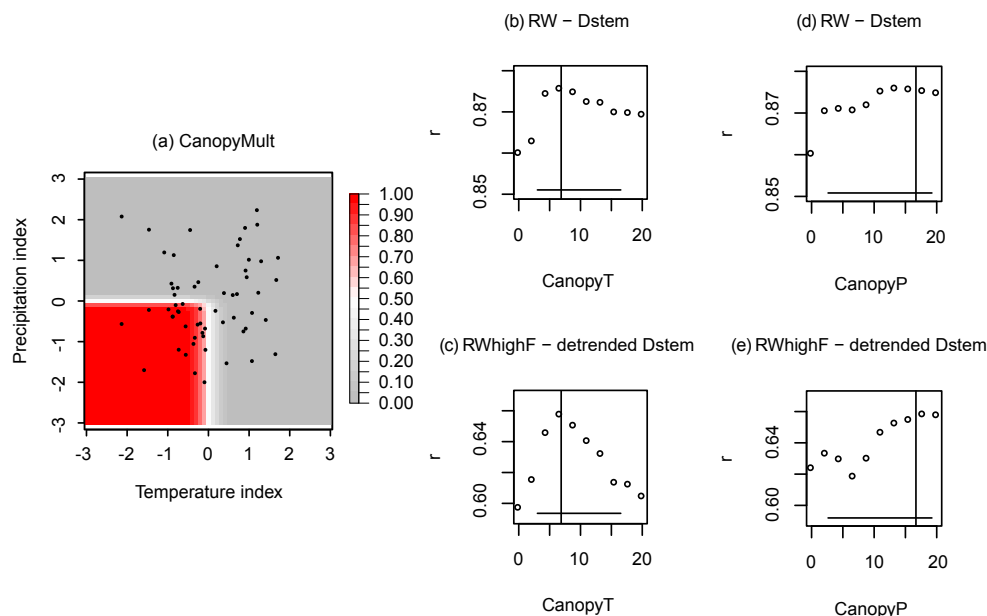 (a) CanopyMult
Precipitation index
3
2
1
0
-1
-2
-3
-3 -2 -1 0 1 2 3
Temperature index
1.00
0.90
0.80
0.70
0.60
0.50
0.40
0.30
0.20
0.10
0.00
(b) RW − Dstem
r
0.87
0.85
0 10 20
CanopyT
(d) RW − Dstem
r
0.87
0.85
0 10 20
CanopyP
(c) RWhighF − detrended Dstem
r
0.64
0.60
0 10 20
CanopyT
(e) RWhighF − detrended Dstem
r
0.64
0.60
0 10 20
CanopyP